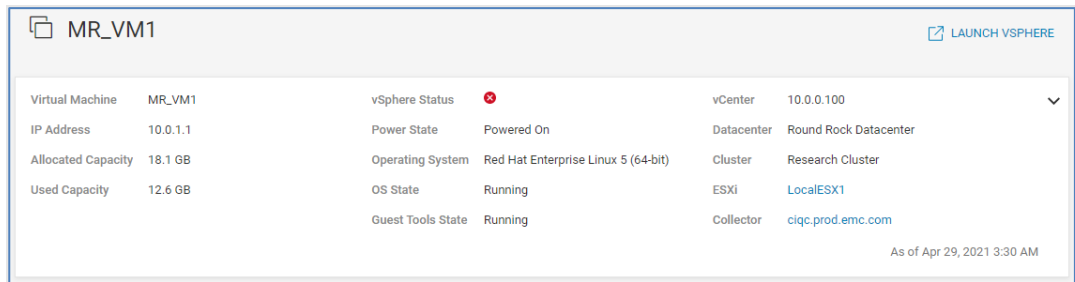 MR_VM1
LAUNCH VSPHERE
Virtual Machine MR_VM1
IP Address 10.0.1.1
Allocated Capacity 18.1 GB
Used Capacity 12.6 GB
vSphere Status
Power State Powered On
Operating System Red Hat Enterprise Linux 5 (64-bit)
OS State Running
Guest Tools State Running
vCenter 10.0.0.100
Datacenter Round Rock Datacenter
Cluster Research Cluster
ESXi LocalESX1
Collector ciqc.prod.emc.com
As of Apr 29, 2021 3:30 AM